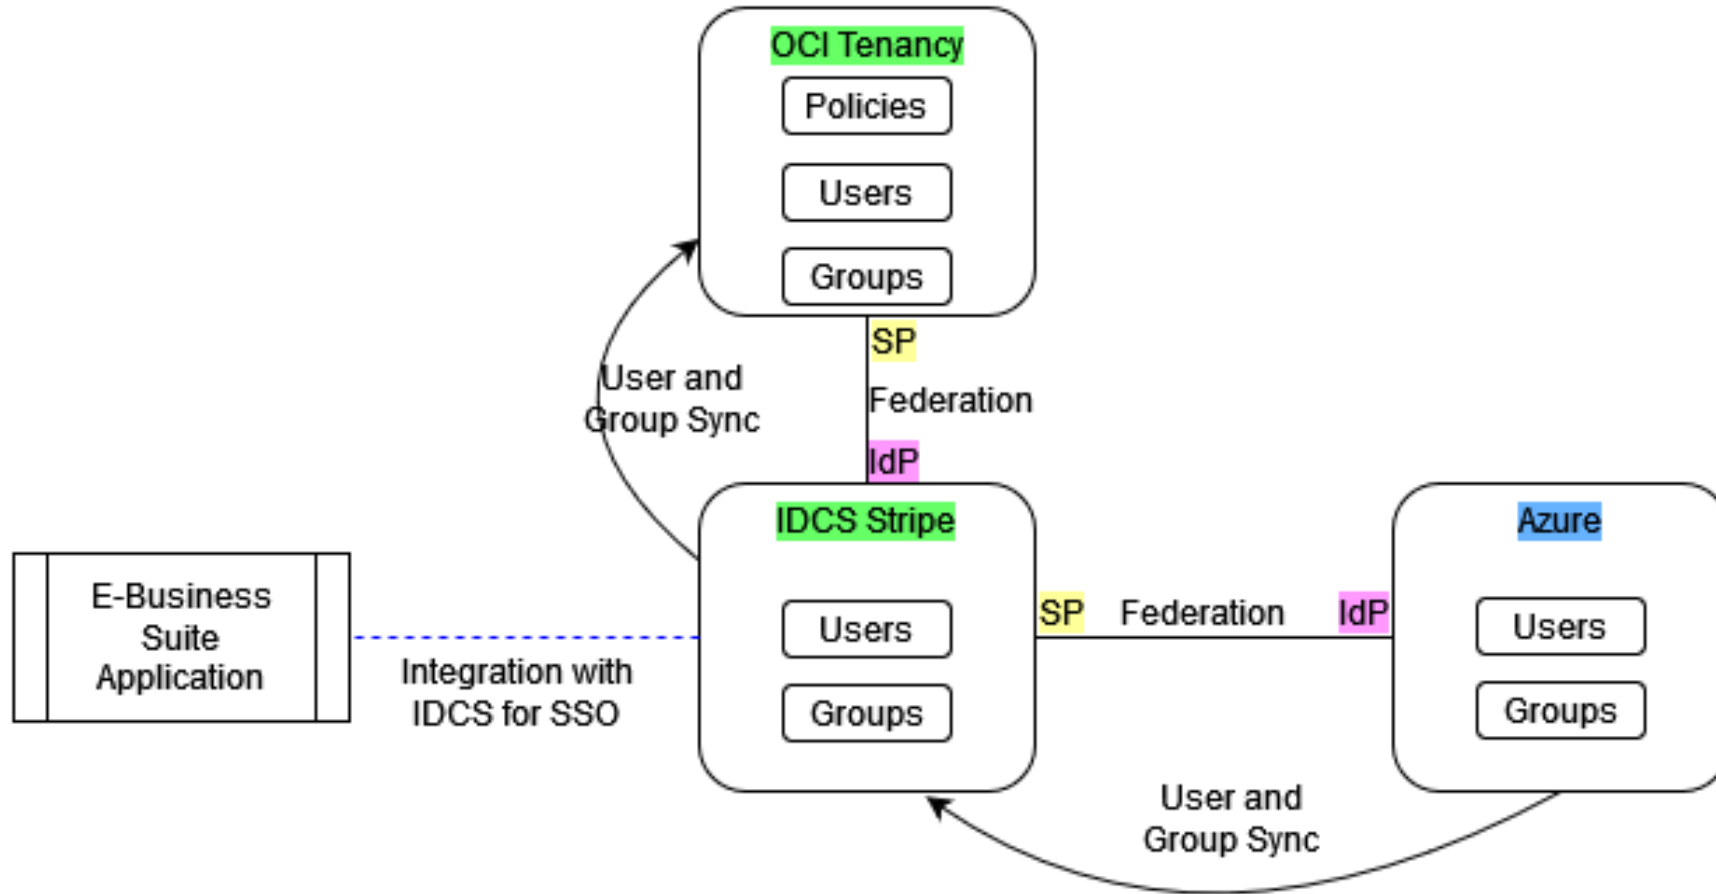 OCI Tenancy
Policies
Users
Groups
SP
User and
Group Sync
Federation
IdP
IDCS Stripe
Users
Groups
E-Business
Suite
Application
Integration with
IDCS for SSO
SP
Federation
IdP
Azure
Users
Groups
User and
Group Sync